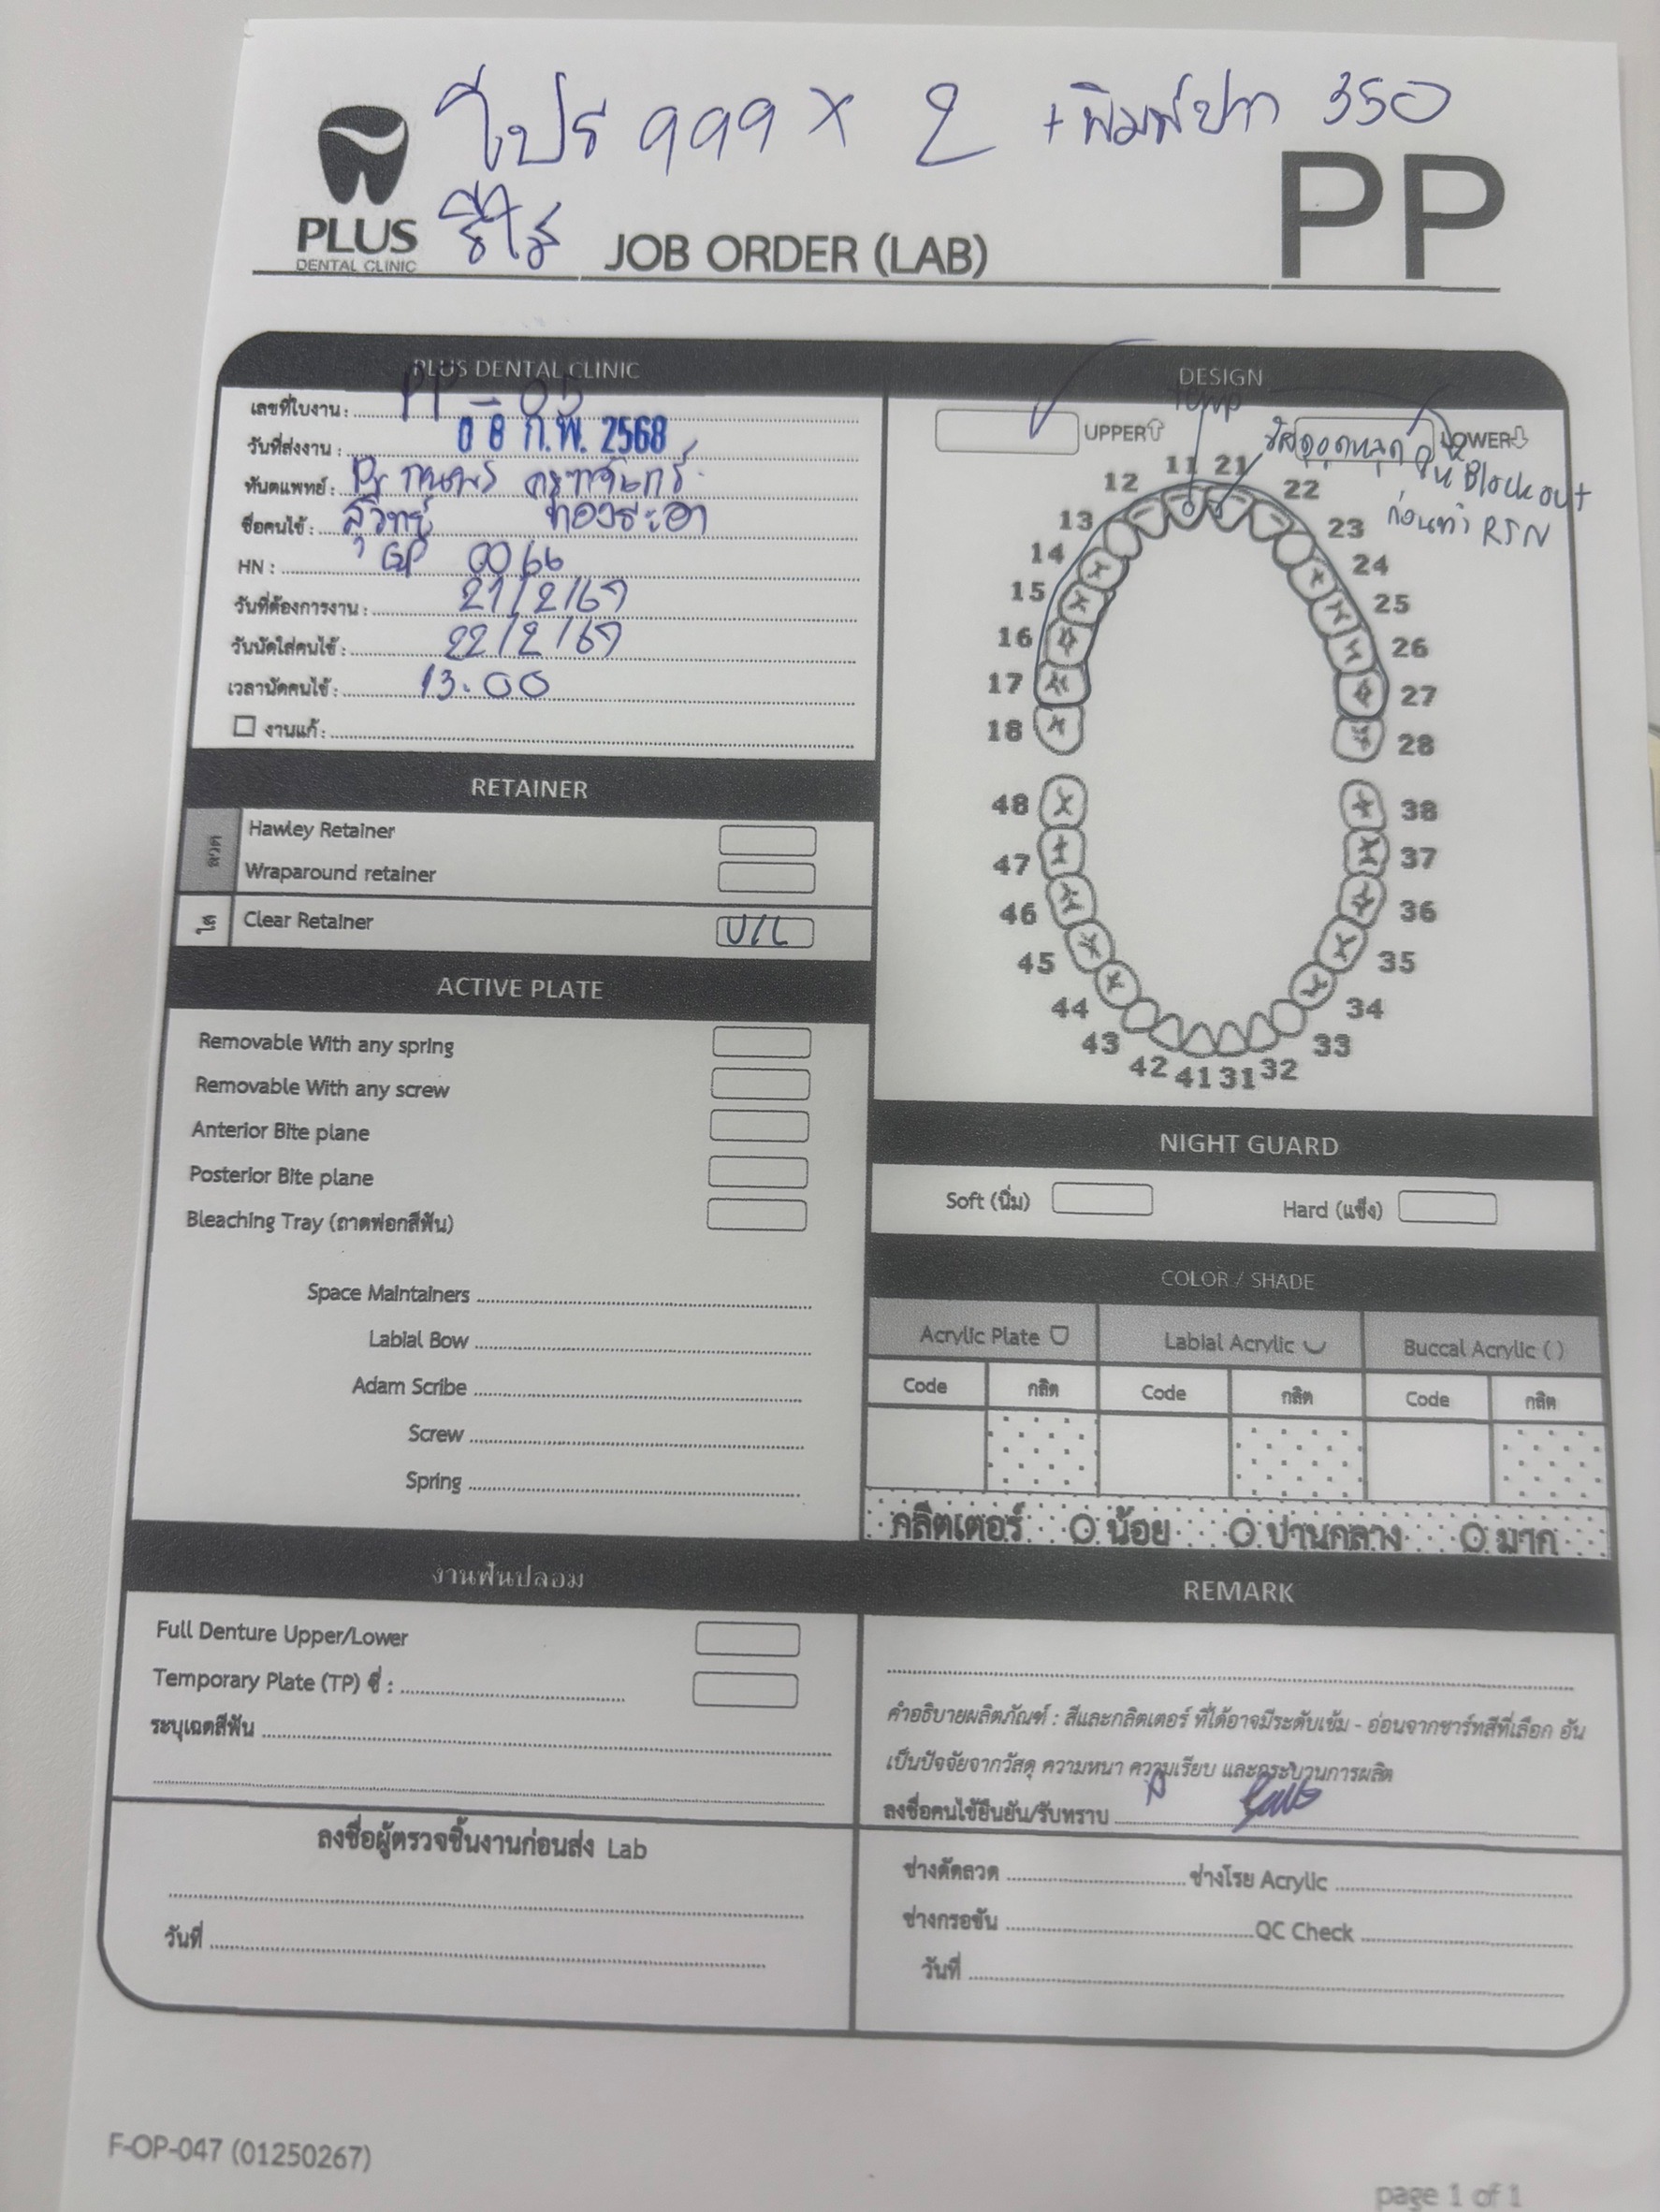 โปร 999 X 2 + พิมพ์ปาก 350
รีใส
PLUS
DENTAL CLINIC
JOB ORDER (LAB)
PP
PLUS DENTAL CLINIC
เลขที่ใบงาน : PP - 05
วันที่ส่งงาน : 08 ก.พ. 2568
ทันตแพทย์ : Dr
ชื่อคนไข้ : สุวิทย์
HN : GP 0066
วันที่ต้องการงาน : 21/2/67
วันนัดใส่คนไข้ : 22/2/67
เวลานัดคนไข้ : 13.00
งานแก้ :
RETAINER
ลวด
Hawley Retainer
Wraparound retainer
ใส
Clear Retainer U/L
ACTIVE PLATE
Removable With any spring
Removable With any screw
Anterior Bite plane
Posterior Bite plane
Bleaching Tray (ถาดฟอกสีฟัน)
Space Maintainers
Labial Bow
Adam Scribe
Screw
Spring
งานฟันปลอม
Full Denture Upper/Lower
Temporary Plate (TP) ซี่ :
ระบุเฉดสีฟัน
ลงชื่อผู้ตรวจชิ้นงานก่อนส่ง Lab
วันที่
DESIGN
UPPER
LOWER
Temp
วัสดุอุดหลุด
Block out
ก่อนทำ RTN
11 21
12 22
13 23
14 24
15 25
16 26
17 27
18 28
48 38
47 37
46 36
45 35
44 34
43 33
42 41 31 32
NIGHT GUARD
Soft (นิ่ม) Hard (แข็ง)
COLOR / SHADE
Acrylic Plate Labial Acrylic Buccal Acrylic ( )
Code กลิต Code กลิต Code กลิต
กลิตเตอร์ น้อย ปานกลาง มาก
REMARK
คำอธิบายผลิตภัณฑ์ : สีและกลิตเตอร์ ที่ได้อาจมีระดับเข้ม - อ่อนจากชาร์ทสีที่เลือก อัน
เป็นปัจจัยจากวัสดุ ความหนา ความเรียบ และกระบวนการผลิต
ลงชื่อคนไข้ยืนยัน/รับทราบ
ช่างดัดลวด ช่างโรย Acrylic
ช่างกรอขัน QC Check
วันที่
F-OP-047 (01250267)
page 1 of 1